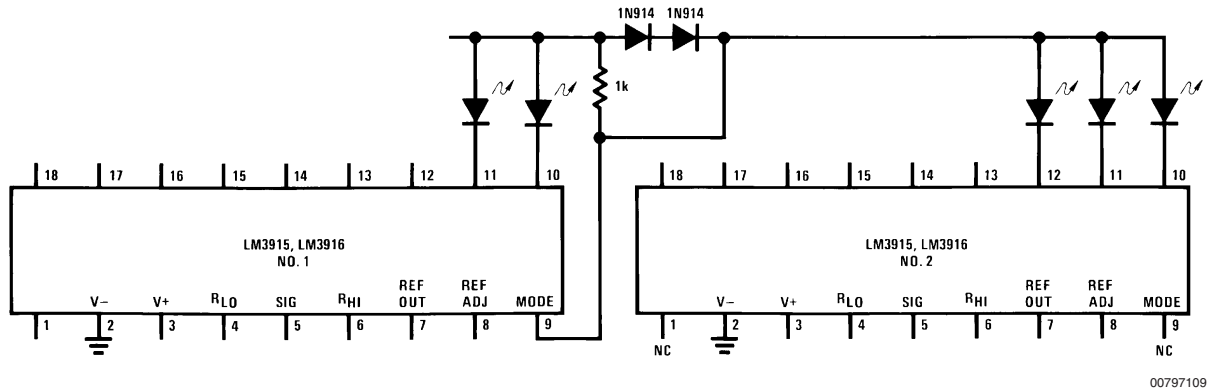 1N914 1N914
1k
18 17 16 15 14 13 12 11 10
18 17 16 15 14 13 12 11 10
LM3915, LM3916
NO. 1
LM3915, LM3916
NO. 2
V− V+ RLO SIG RHI REF OUT REF ADJ MODE
V− V+ RLO SIG RHI REF OUT REF ADJ MODE
1 2 3 4 5 6 7 8 9
1 2 3 4 5 6 7 8 9
NC NC
00797109